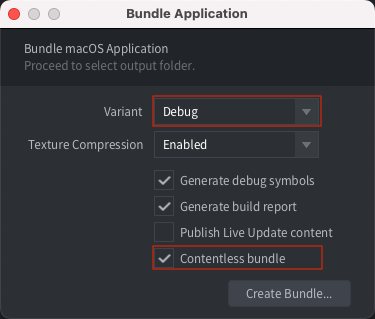 Bundle Application
Bundle macOS Application
Proceed to select output folder.
Variant Debug
Texture Compression Enabled
Generate debug symbols
Generate build report
Publish Live Update content
Contentless bundle
Create Bundle...